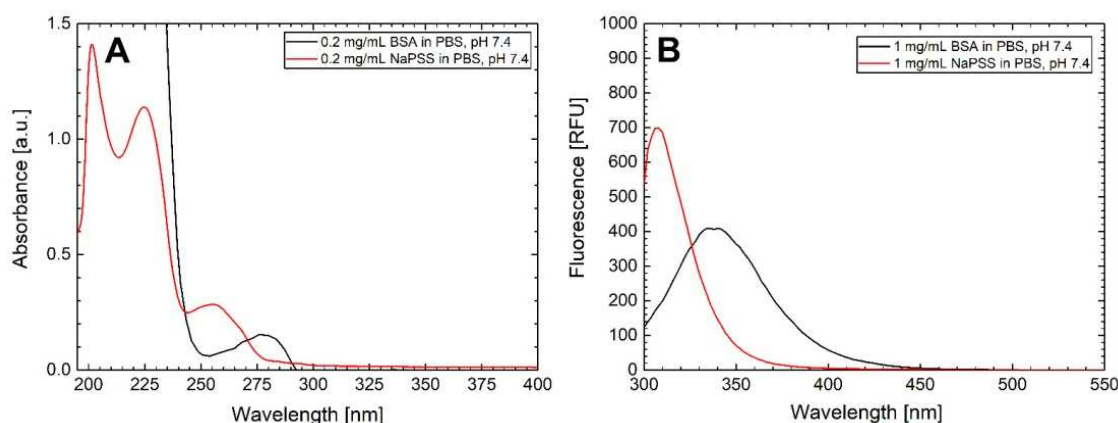 A
0.2 mg/mL BSA in PBS, pH 7.4
0.2 mg/mL NaPSS in PBS, pH 7.4
Absorbance [a.u.]
1.5
1.0
0.5
0.0
200 225 250 275 300 325 350 375 400
Wavelength [nm]
B
1 mg/mL BSA in PBS, pH 7.4
1 mg/mL NaPSS in PBS, pH 7.4
Fluorescence [RFU]
1000
900
800
700
600
500
400
300
200
100
0
300 350 400 450 500 550
Wavelength [nm]